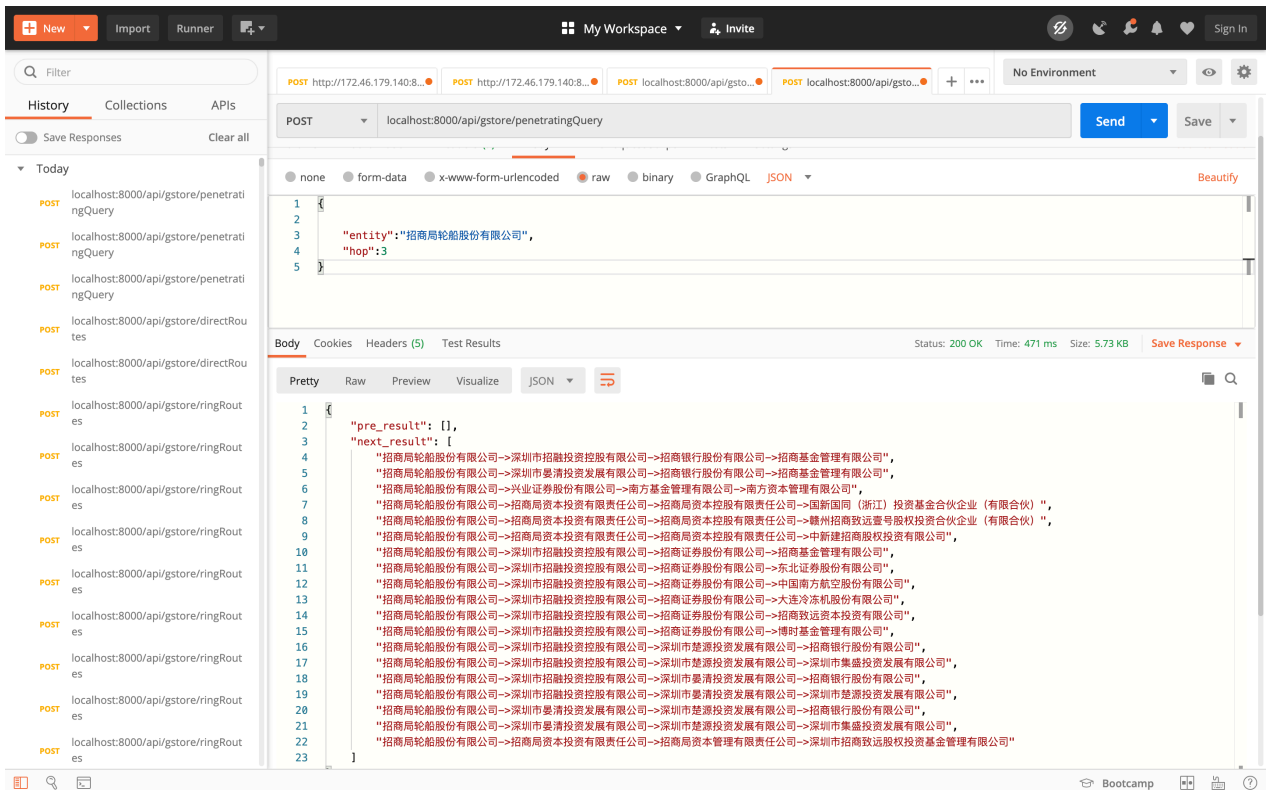 New
Import
Runner
My Workspace
Invite
Sign In
Filter
History
Collections
APIs
Save Responses
Clear all
Today
POST localhost:8000/api/gstore/penetrati
ngQuery
POST localhost:8000/api/gstore/penetrati
ngQuery
POST localhost:8000/api/gstore/penetrati
ngQuery
POST localhost:8000/api/gstore/directRou
tes
POST localhost:8000/api/gstore/directRou
tes
POST localhost:8000/api/gstore/ringRout
es
POST localhost:8000/api/gstore/ringRout
es
POST localhost:8000/api/gstore/ringRout
es
POST localhost:8000/api/gstore/ringRout
es
POST localhost:8000/api/gstore/ringRout
es
POST localhost:8000/api/gstore/ringRout
es
POST localhost:8000/api/gstore/ringRout
es
POST localhost:8000/api/gstore/ringRout
es
POST localhost:8000/api/gstore/ringRout
es
POST http://172.46.179.140:8...
POST http://172.46.179.140:8...
POST localhost:8000/api/gsto...
POST localhost:8000/api/gsto...
No Environment
POST localhost:8000/api/gstore/penetratingQuery
Send
Save
none form-data x-www-form-urlencoded raw binary GraphQL JSON
Beautify
1 {
2
3 "entity":"招商局轮船股份有限公司",
4 "hop":3
5 }
Body Cookies Headers (5) Test Results
Status: 200 OK Time: 471 ms Size: 5.73 KB Save Response
Pretty Raw Preview Visualize JSON
1 {
2 "pre_result": [],
3 "next_result": [
4 "招商局轮船股份有限公司->深圳市招融投资控股有限公司->招商银行股份有限公司->招商基金管理有限公司",
5 "招商局轮船股份有限公司->深圳市晏清投资发展有限公司->招商银行股份有限公司->招商基金管理有限公司",
6 "招商局轮船股份有限公司->兴业证券股份有限公司->南方基金管理有限公司->南方资本管理有限公司",
7 "招商局轮船股份有限公司->招商局资本投资有限责任公司->招商局资本控股有限责任公司->国新国同（浙江）投资基金合伙企业（有限合伙）",
8 "招商局轮船股份有限公司->招商局资本投资有限责任公司->招商局资本控股有限责任公司->赣州招商致远壹号股权投资合伙企业（有限合伙）",
9 "招商局轮船股份有限公司->招商局资本投资有限责任公司->招商局资本控股有限责任公司->中新建招商股权投资有限公司",
10 "招商局轮船股份有限公司->深圳市招融投资控股有限公司->招商证券股份有限公司->招商基金管理有限公司",
11 "招商局轮船股份有限公司->深圳市招融投资控股有限公司->招商证券股份有限公司->东北证券股份有限公司",
12 "招商局轮船股份有限公司->深圳市招融投资控股有限公司->招商证券股份有限公司->中国南方航空股份有限公司",
13 "招商局轮船股份有限公司->深圳市招融投资控股有限公司->招商证券股份有限公司->大连冷冻机股份有限公司",
14 "招商局轮船股份有限公司->深圳市招融投资控股有限公司->招商证券股份有限公司->招商致远资本投资有限公司",
15 "招商局轮船股份有限公司->深圳市招融投资控股有限公司->招商证券股份有限公司->博时基金管理有限公司",
16 "招商局轮船股份有限公司->深圳市招融投资控股有限公司->深圳市楚源投资发展有限公司->招商银行股份有限公司",
17 "招商局轮船股份有限公司->深圳市招融投资控股有限公司->深圳市楚源投资发展有限公司->深圳市集盛投资发展有限公司",
18 "招商局轮船股份有限公司->深圳市招融投资控股有限公司->深圳市晏清投资发展有限公司->招商银行股份有限公司",
19 "招商局轮船股份有限公司->深圳市招融投资控股有限公司->深圳市晏清投资发展有限公司->深圳市楚源投资发展有限公司",
20 "招商局轮船股份有限公司->深圳市晏清投资发展有限公司->深圳市楚源投资发展有限公司->招商银行股份有限公司",
21 "招商局轮船股份有限公司->深圳市晏清投资发展有限公司->深圳市楚源投资发展有限公司->深圳市集盛投资发展有限公司",
22 "招商局轮船股份有限公司->招商局资本投资有限责任公司->招商局资本管理有限责任公司->深圳市招商致远股权投资基金管理有限公司"
23 ]
Bootcamp